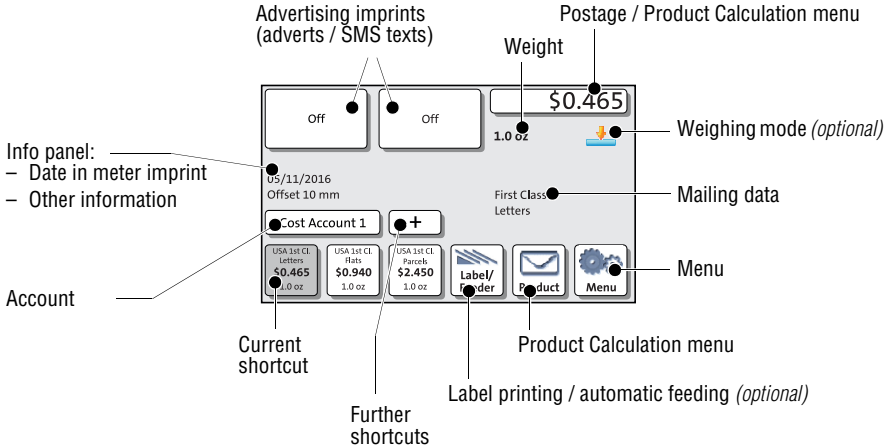 Advertising imprints
(adverts / SMS texts)
Postage / Product Calculation menu
Weight
Off
Off
$0.465
1.0 oz
Weighing mode (optional)
Info panel:
– Date in meter imprint
– Other information
05/11/2016
Offset 10 mm
First Class
Letters
Mailing data
Cost Account 1
+
USA 1st Cl.
Letters
$0.465
1.0 oz
USA 1st Cl.
Flats
$0.940
1.0 oz
USA 1st Cl.
Parcels
$2.450
1.0 oz
Label/
Feeder
Product
Menu
Menu
Account
Current
shortcut
Product Calculation menu
Label printing / automatic feeding (optional)
Further
shortcuts